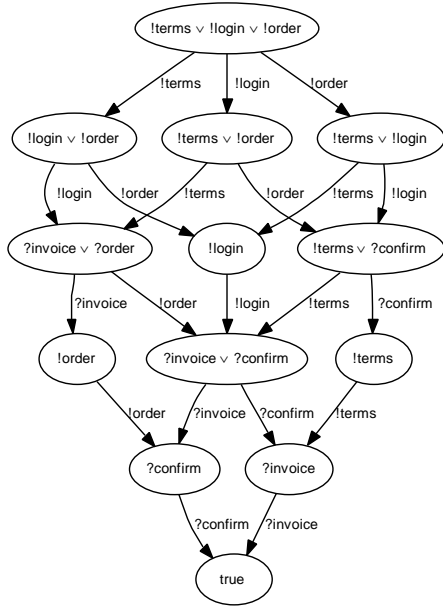 !terms ∨ !login ∨ !order
!terms
!login
!order
!login ∨ !order
!terms ∨ !order
!terms ∨ !login
!login
!order
!terms
!order
!terms
!login
?invoice ∨ ?order
!login
!terms ∨ ?confirm
?invoice
!order
!login
!terms
?confirm
!order
?invoice ∨ ?confirm
!terms
!order
?invoice
?confirm
!terms
?confirm
?invoice
?confirm
?invoice
true